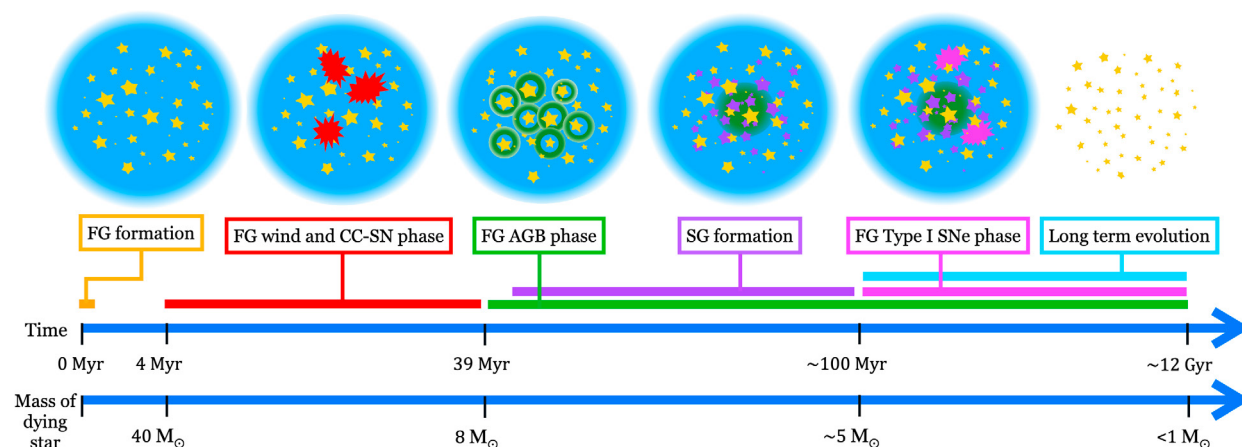 FG formation
FG wind and CC-SN phase
FG AGB phase
SG formation
FG Type I SNe phase
Long term evolution
Time
0 Myr
4 Myr
39 Myr
~100 Myr
~12 Gyr
Mass of
dying
star
40 M☉
8 M☉
~5 M☉
<1 M☉